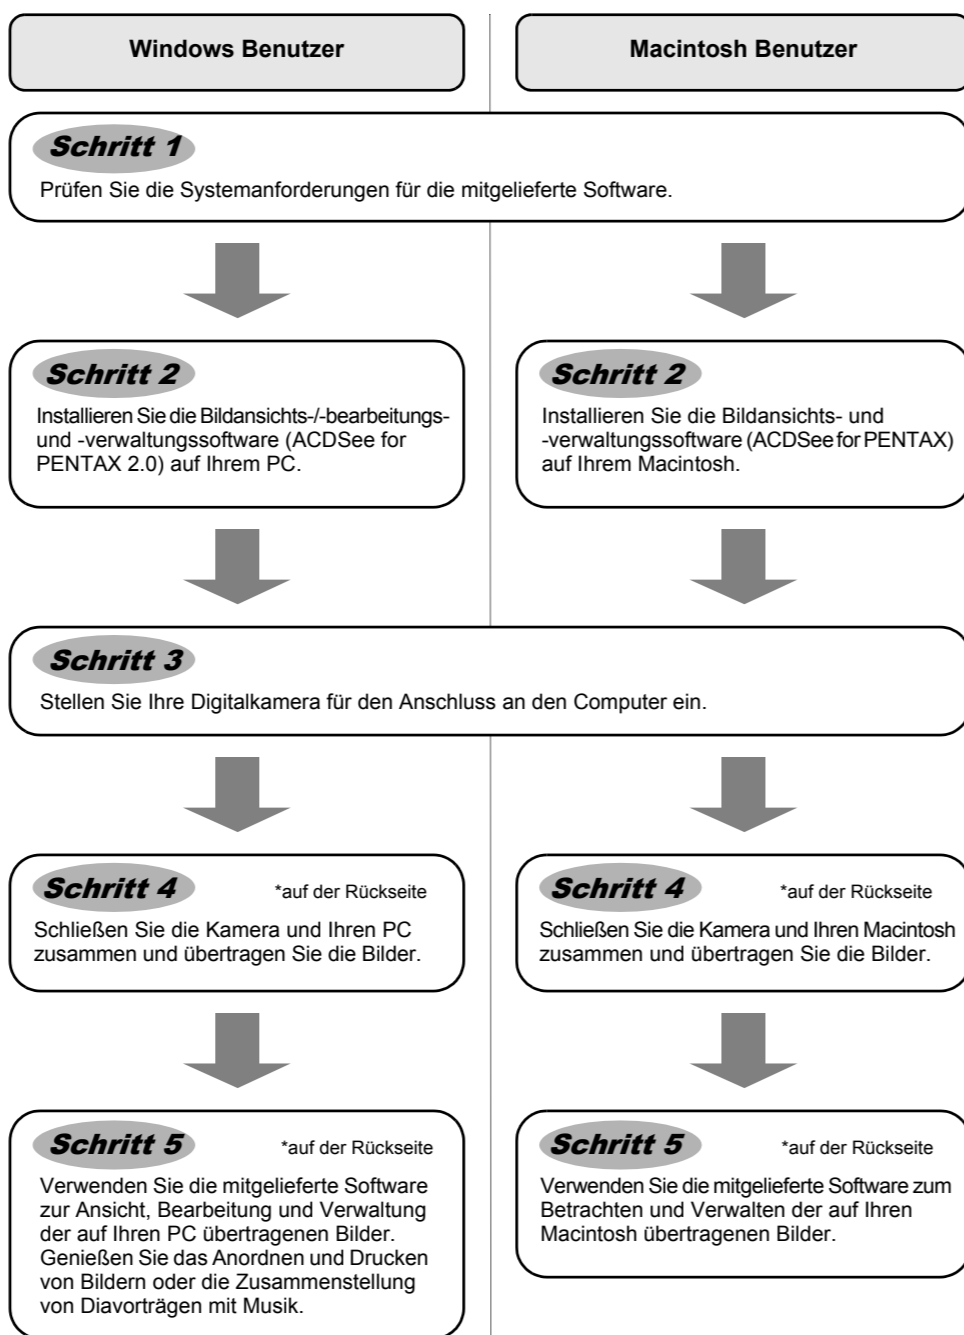 Windows Benutzer
Macintosh Benutzer
Schritt 1
Prüfen Sie die Systemanforderungen für die mitgelieferte Software.
Schritt 2
Installieren Sie die Bildansichts-/-bearbeitungs-
und -verwaltungssoftware (ACDSee for
PENTAX 2.0) auf Ihrem PC.
Schritt 2
Installieren Sie die Bildansichts- und
-verwaltungssoftware (ACDSee for PENTAX)
auf Ihrem Macintosh.
Schritt 3
Stellen Sie Ihre Digitalkamera für den Anschluss an den Computer ein.
Schritt 4
*auf der Rückseite
Schließen Sie die Kamera und Ihren PC
zusammen und übertragen Sie die Bilder.
Schritt 4
*auf der Rückseite
Schließen Sie die Kamera und Ihren Macintosh
zusammen und übertragen Sie die Bilder.
Schritt 5
*auf der Rückseite
Verwenden Sie die mitgelieferte Software
zur Ansicht, Bearbeitung und Verwaltung
der auf Ihren PC übertragenen Bilder.
Genießen Sie das Anordnen und Drucken
von Bildern oder die Zusammenstellung
von Diavorträgen mit Musik.
Schritt 5
*auf der Rückseite
Verwenden Sie die mitgelieferte Software zum
Betrachten und Verwalten der auf Ihren
Macintosh übertragenen Bilder.